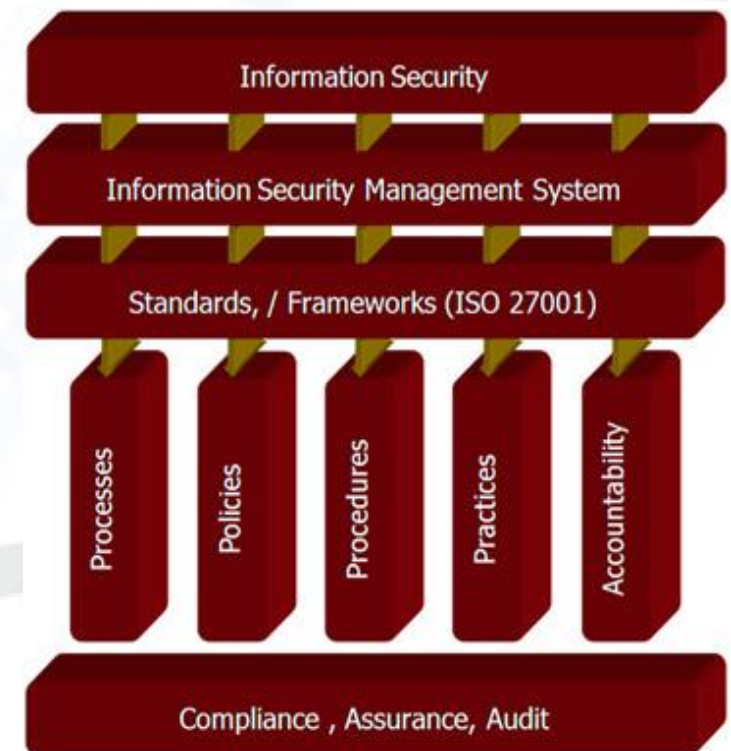 Information Security
Information Security Management System
Standards, / Frameworks (ISO 27001)
Processes
Policies
Procedures
Practices
Accountability
Compliance , Assurance, Audit